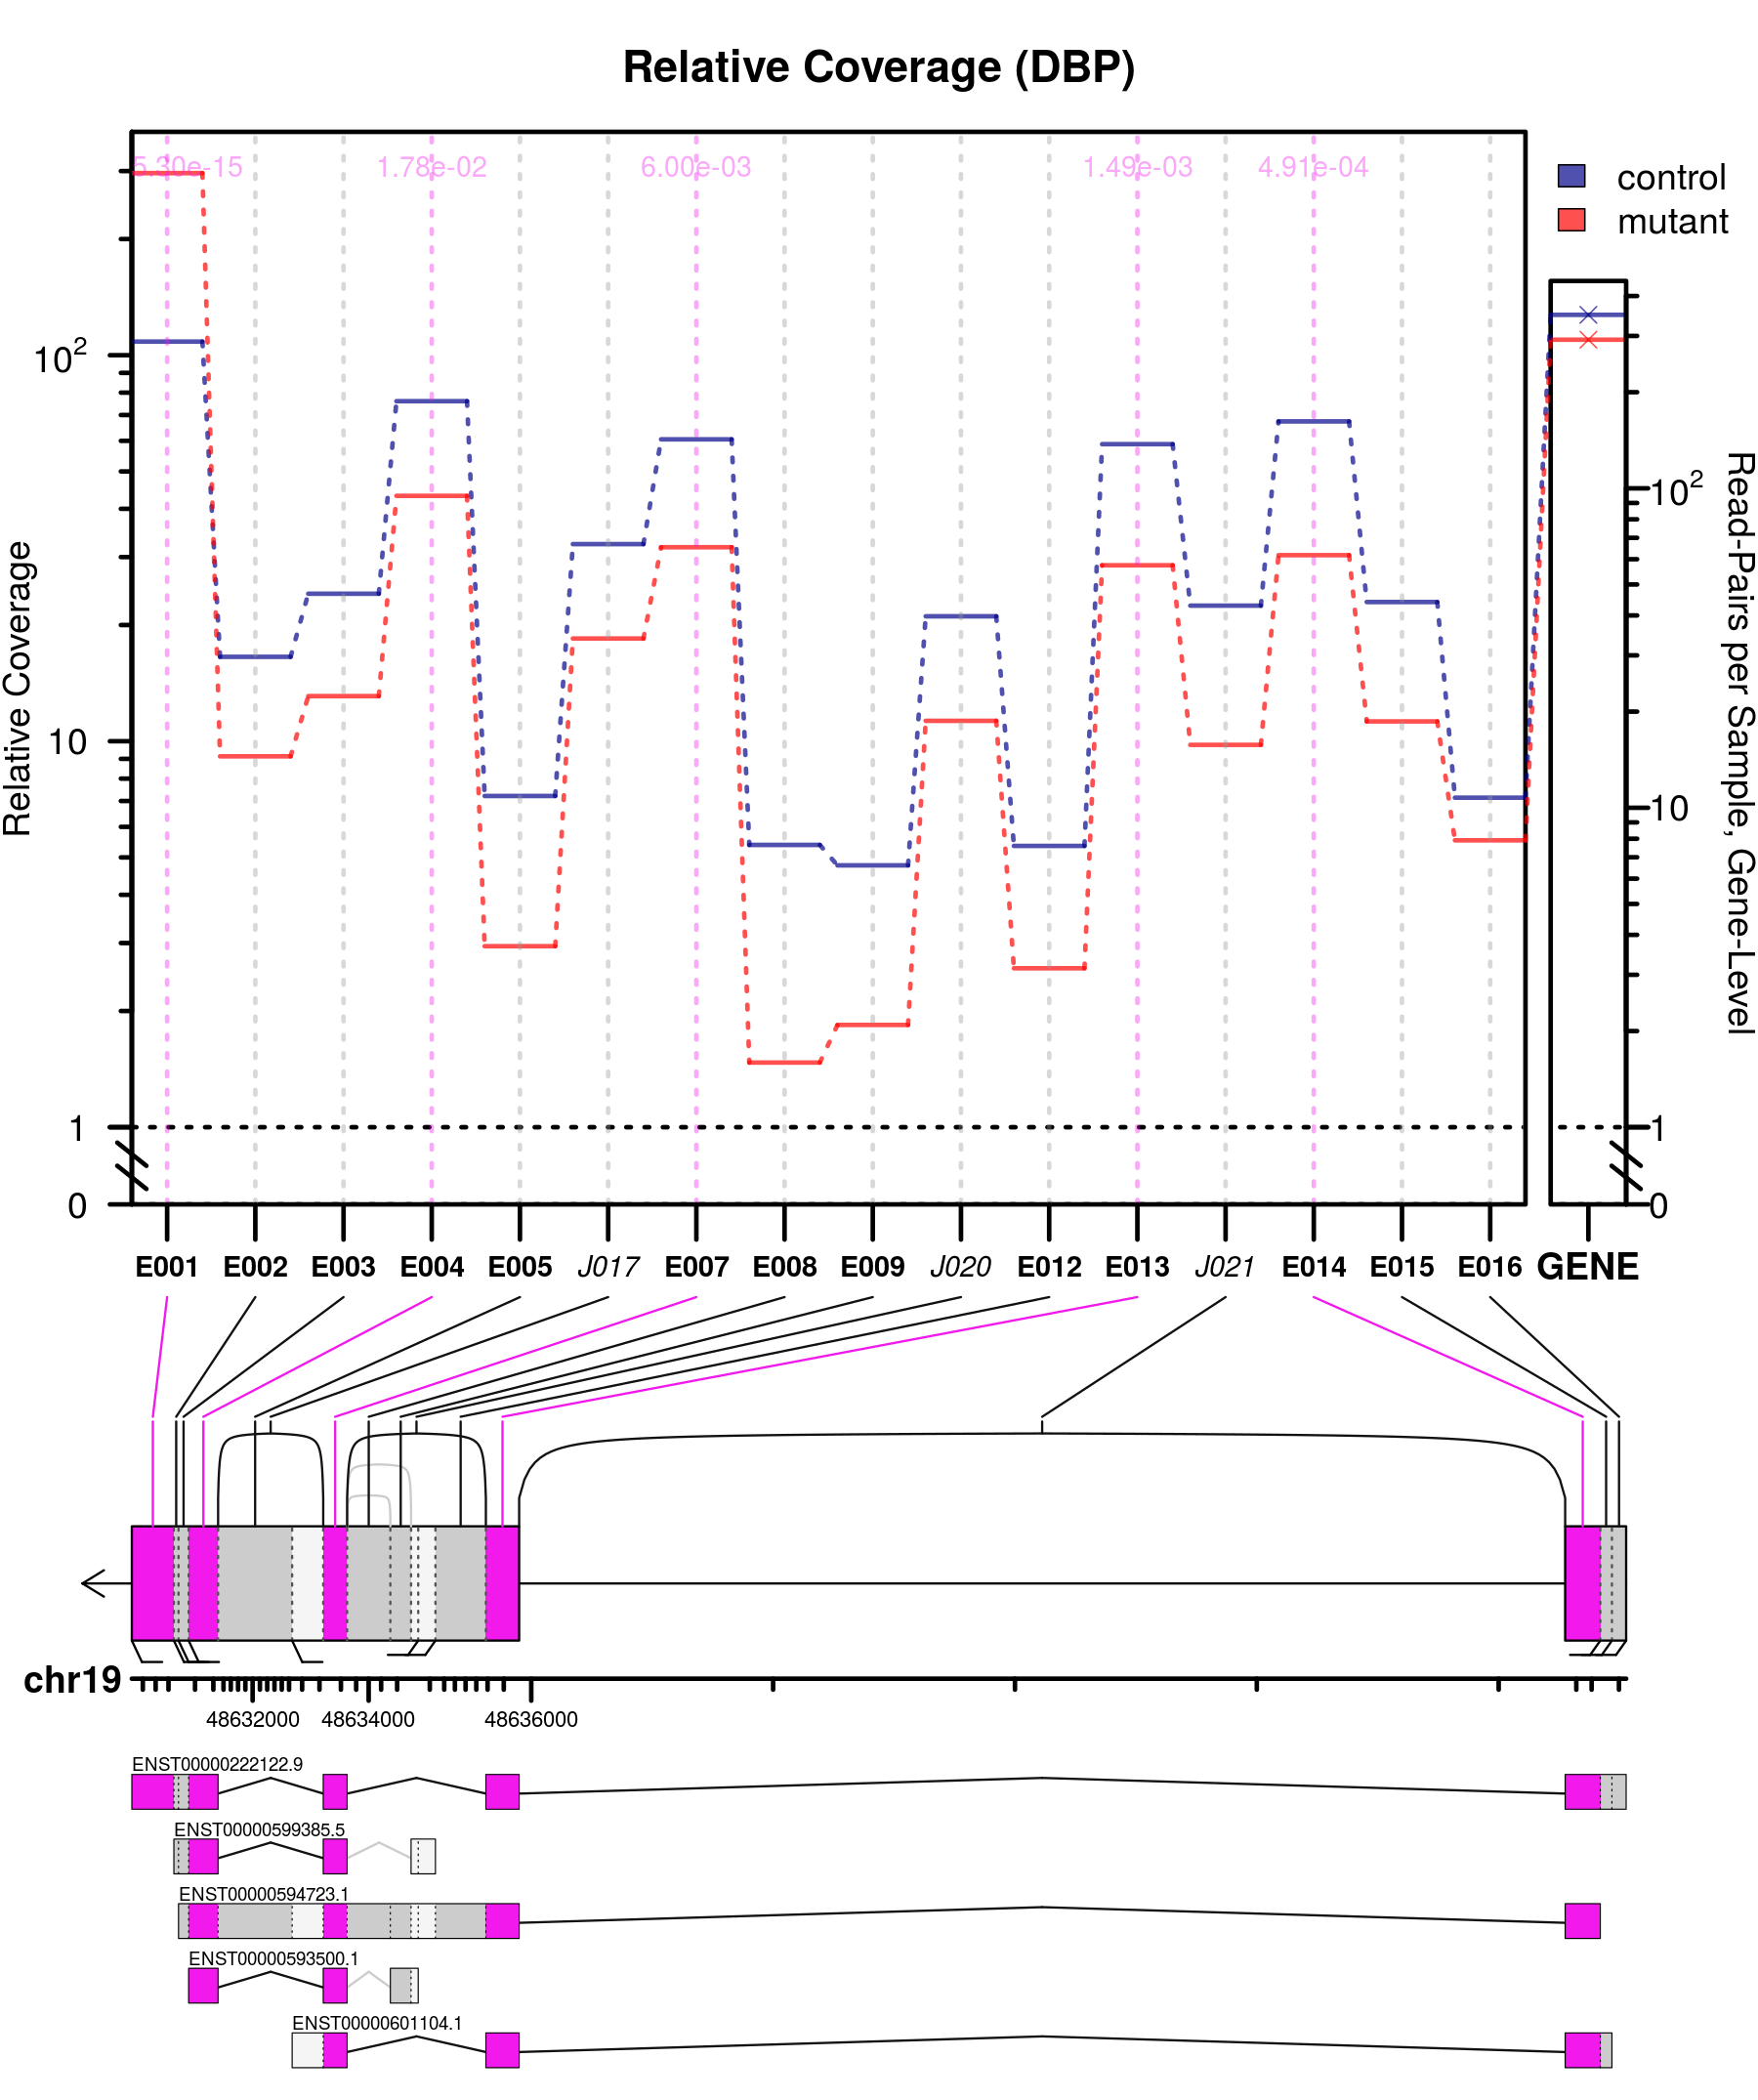 Relative Coverage (DBP)
5.30e-15 1.78e-02 6.00e-03 1.49e-03 4.91e-04
control
mutant
Relative Coverage
10²
10
1
0
Read-Pairs per Sample, Gene-Level
10²
10
1
0
E001 E002 E003 E004 E005 J017 E007 E008 E009 J020 E012 E013 J021 E014 E015 E016 GENE
chr19
48632000 48634000 48636000
ENST00000222122.9
ENST00000599385.5
ENST00000594723.1
ENST00000593500.1
ENST00000601104.1